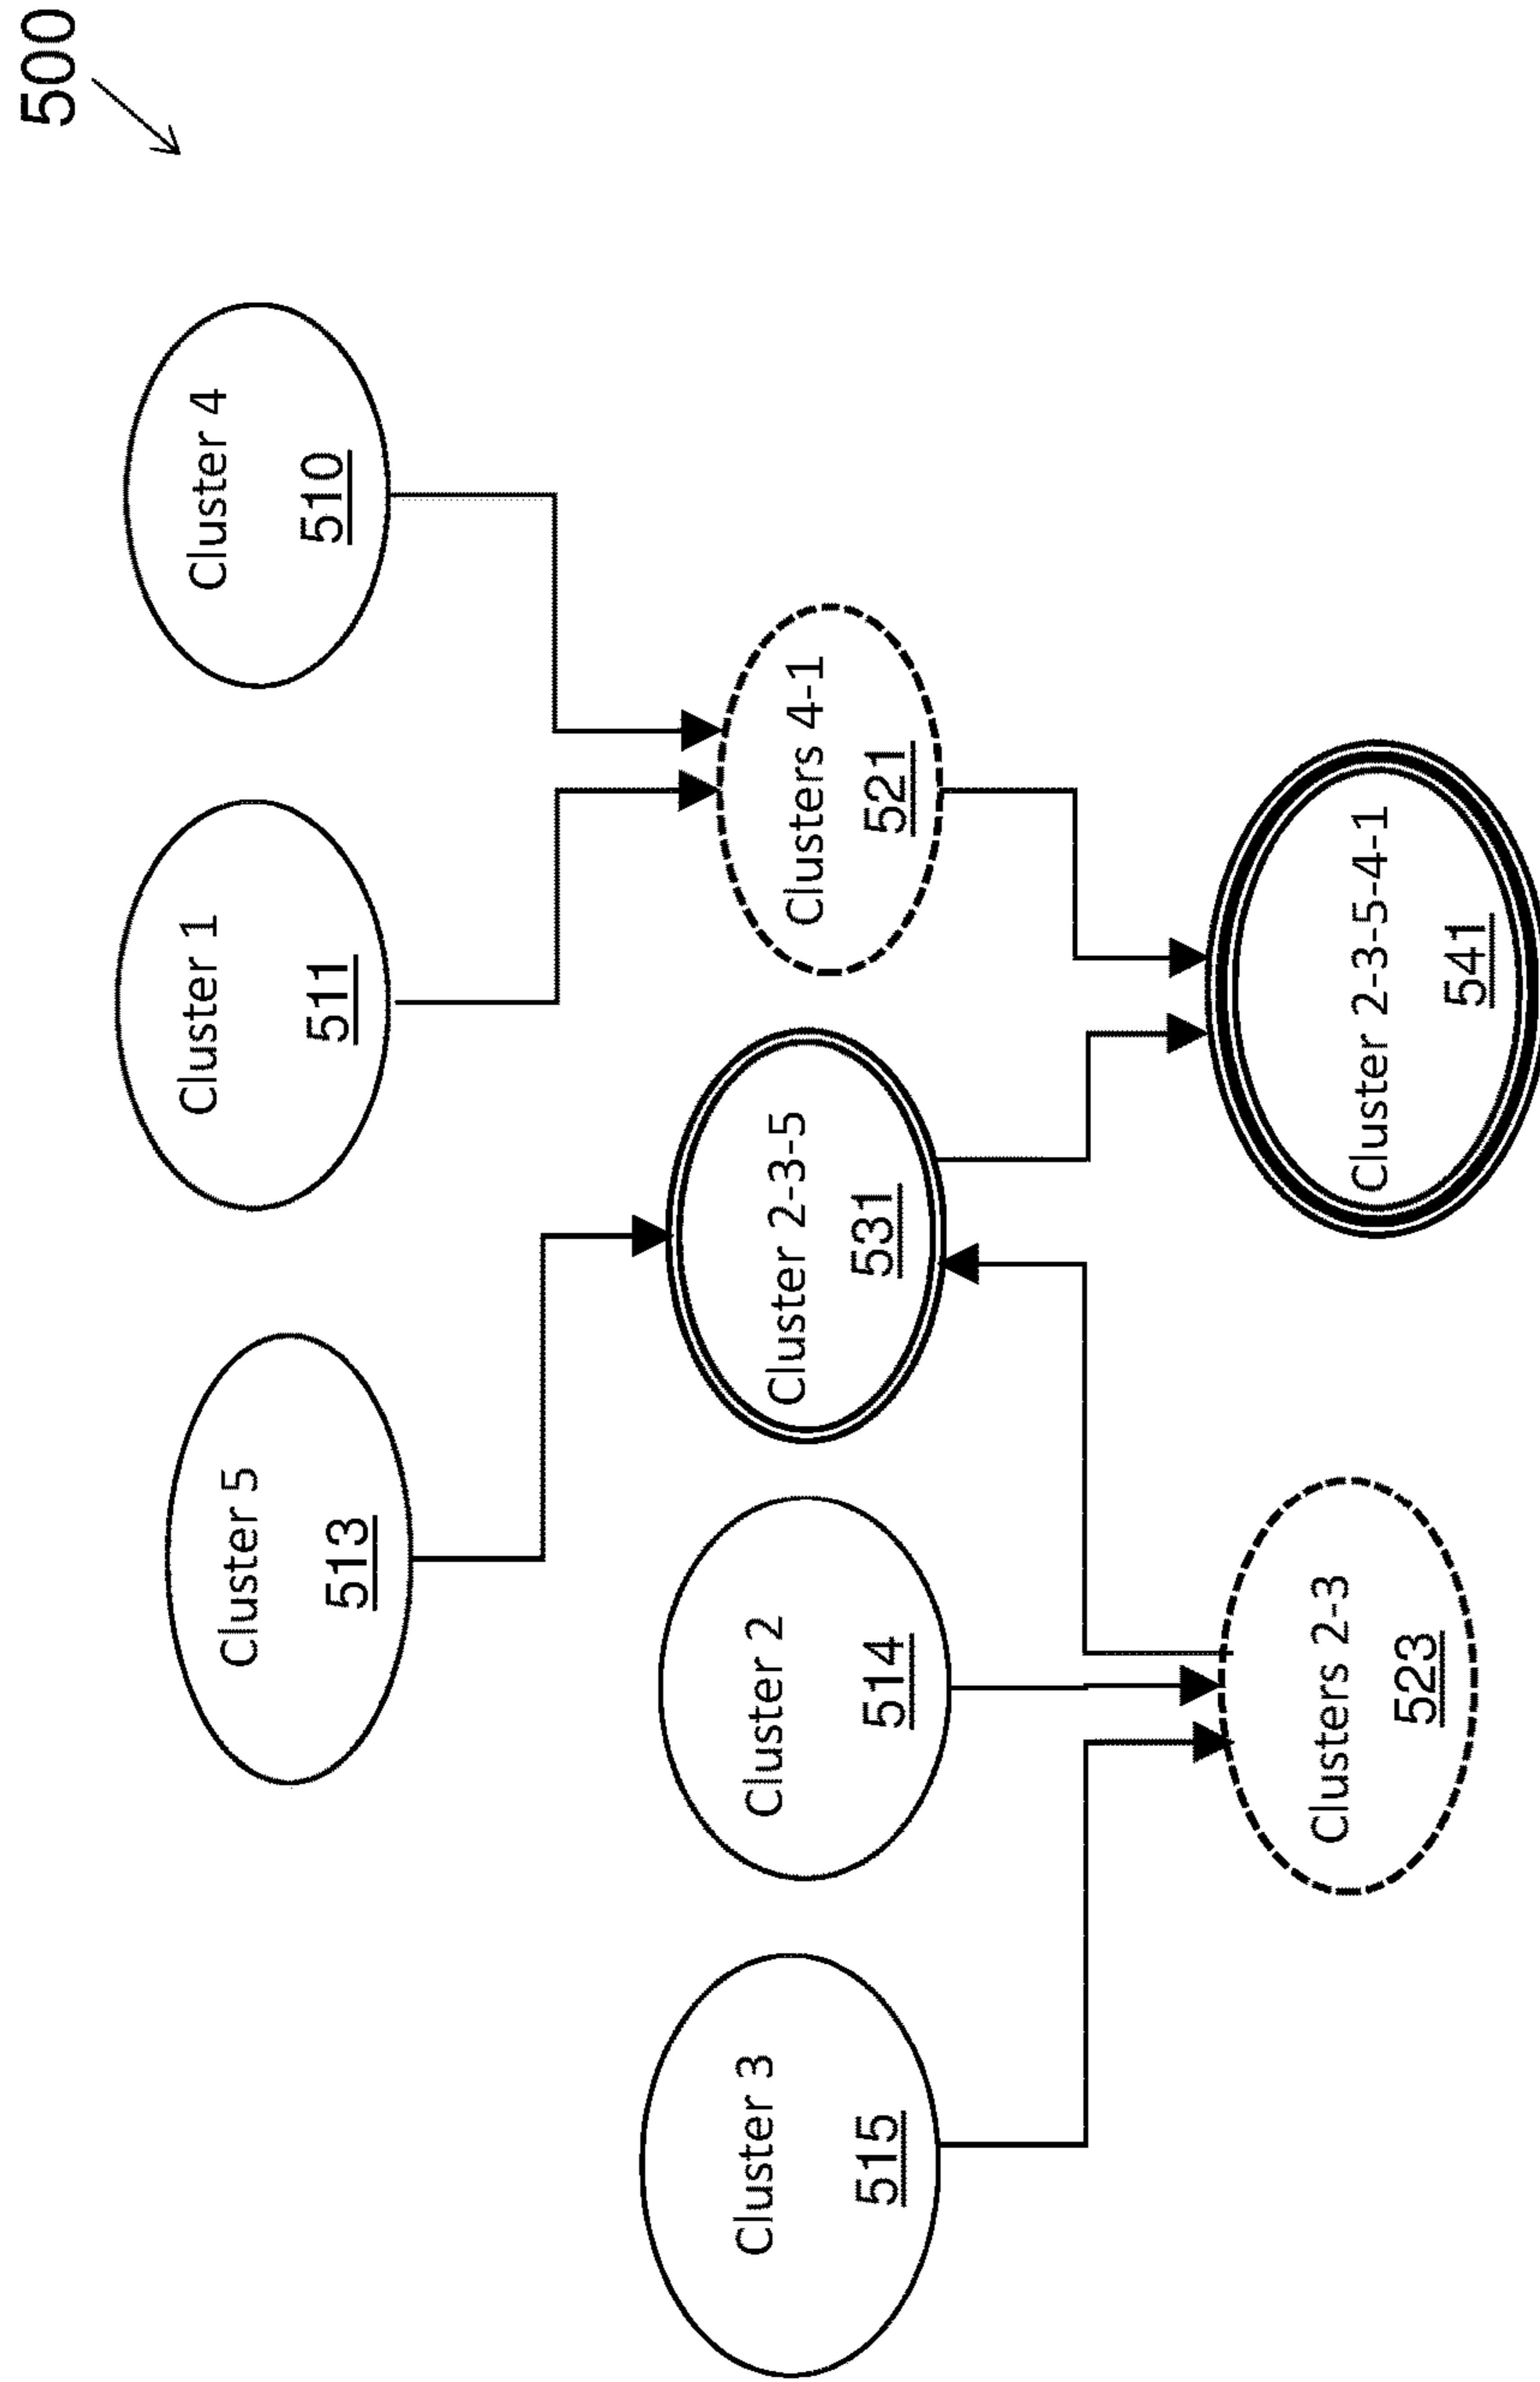 500
Cluster 5
513
Cluster 1
511
Cluster 4
510
Cluster 3
515
Cluster 2
514
Cluster 2-3-5
531
Clusters 4-1
521
Clusters 2-3
523
Cluster 2-3-5-4-1
541